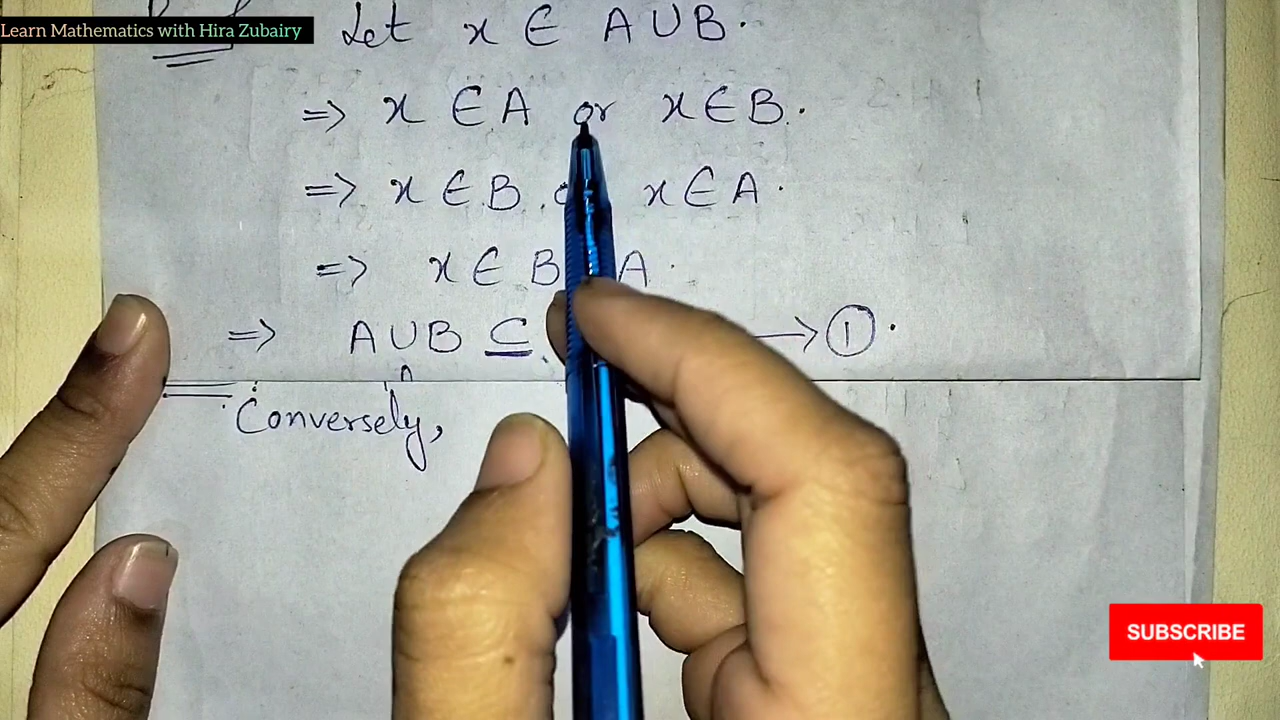 Learn Mathematics with Hira Zubairy
Let x ∈ A ∪ B.
=> x ∈ A or x ∈ B.
=> x ∈ B x ∈ A.
=> x ∈ B A.
=> A ∪ B ⊆ → ①.
Conversely,
SUBSCRIBE